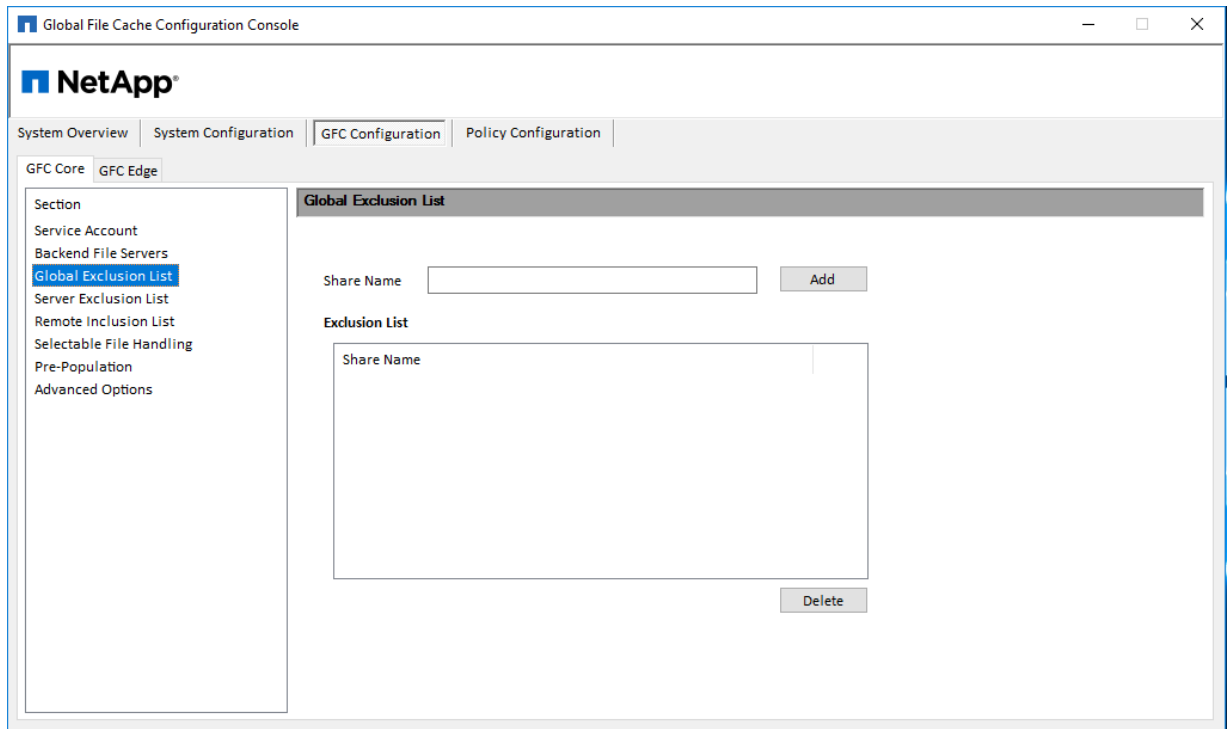 Global File Cache Configuration Console
NetApp®
System Overview System Configuration GFC Configuration Policy Configuration
GFC Core GFC Edge
Section
Service Account
Backend File Servers
Global Exclusion List
Server Exclusion List
Remote Inclusion List
Selectable File Handling
Pre-Population
Advanced Options
Global Exclusion List
Share Name Add
Exclusion List
Share Name
Delete